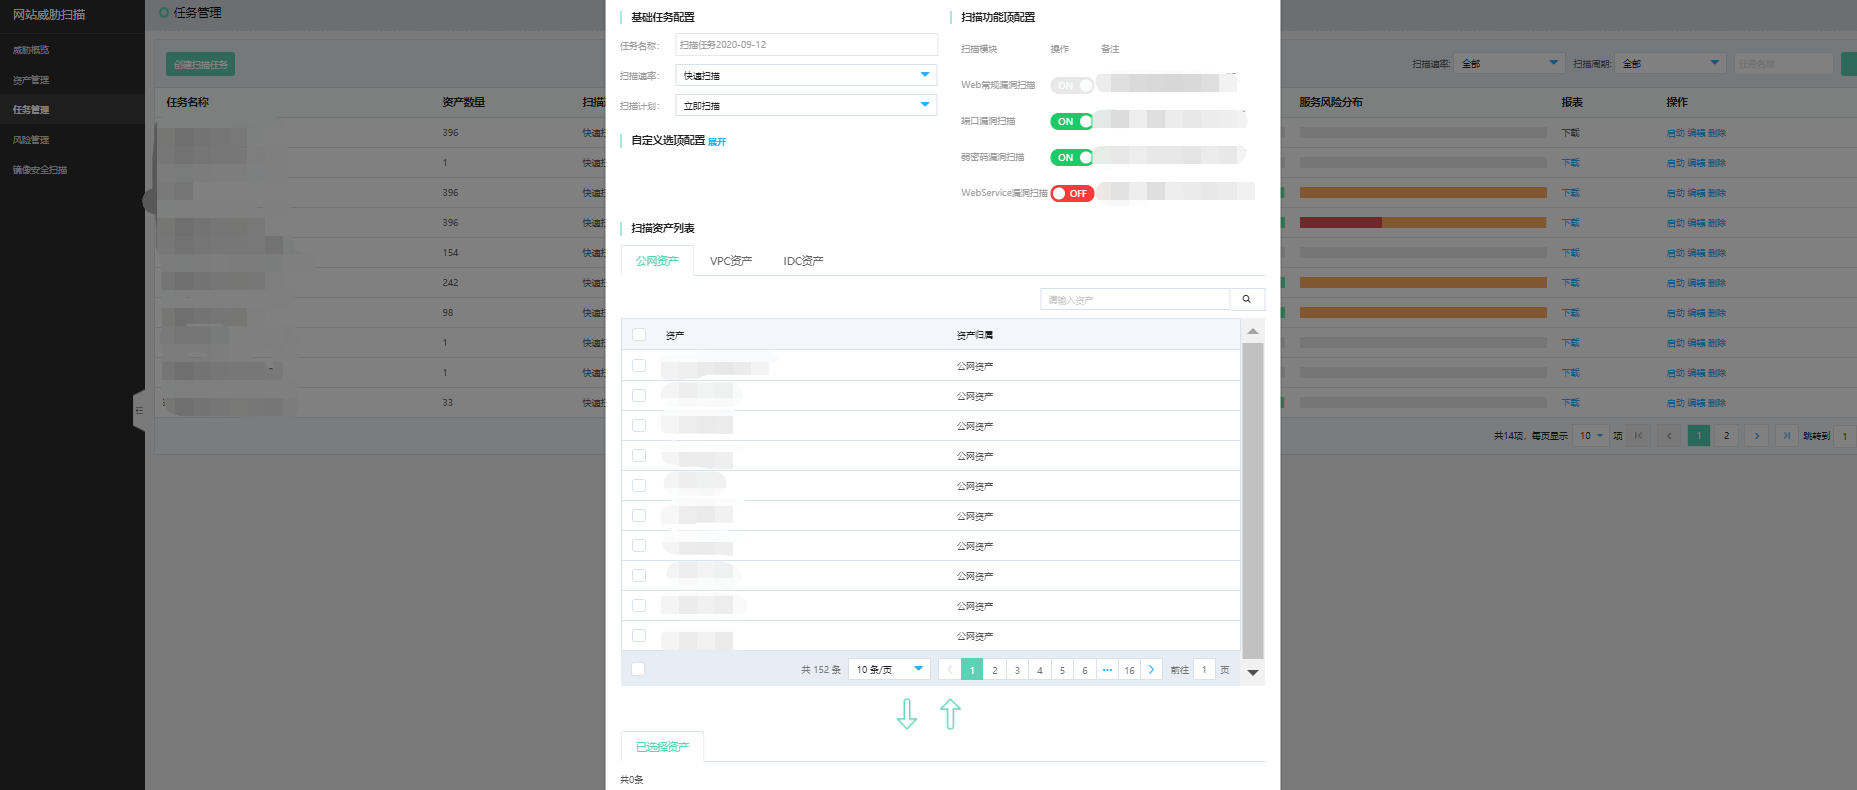 网站威胁扫描
威胁概览
资产管理
任务管理
风险管理
镜像安全扫描
任务管理
创建扫描任务
扫描速率: 全部 扫描周期: 全部 任务名称
任务名称 资产数量 服务风险分布 报表 操作
396 快速扫 下载 启动 编辑 删除
1 快速扫 下载 启动 编辑 删除
396 快速扫 下载 启动 编辑 删除
396 快速扫 下载 启动 编辑 删除
154 快速扫 下载 启动 编辑 删除
242 快速扫 下载 启动 编辑 删除
98 快速扫 下载 启动 编辑 删除
1 快速扫 下载 启动 编辑 删除
1 快速扫 下载 启动 编辑 删除
33 快速扫 下载 启动 编辑 删除
共14项, 每页显示 10 项 1 2 跳转到 1
基础任务配置
任务名称: 扫描任务2020-09-12
扫描速率: 快速扫描
扫描计划: 立即扫描
自定义选顶配置 展开
扫描功能顶配置
扫描模块 操作 备注
Web常规漏洞扫描 ON
端口漏洞扫描 ON
弱密码漏洞扫描 ON
WebService漏洞扫描 OFF
扫描资产列表
公网资产 VPC资产 IDC资产
请输入资产
资产 资产归属
公网资产
公网资产
公网资产
公网资产
公网资产
公网资产
公网资产
公网资产
公网资产
公网资产
共 152 条 10 条/页 1 2 3 4 5 6 ••• 16 前往 1 页
已选择资产
共0条